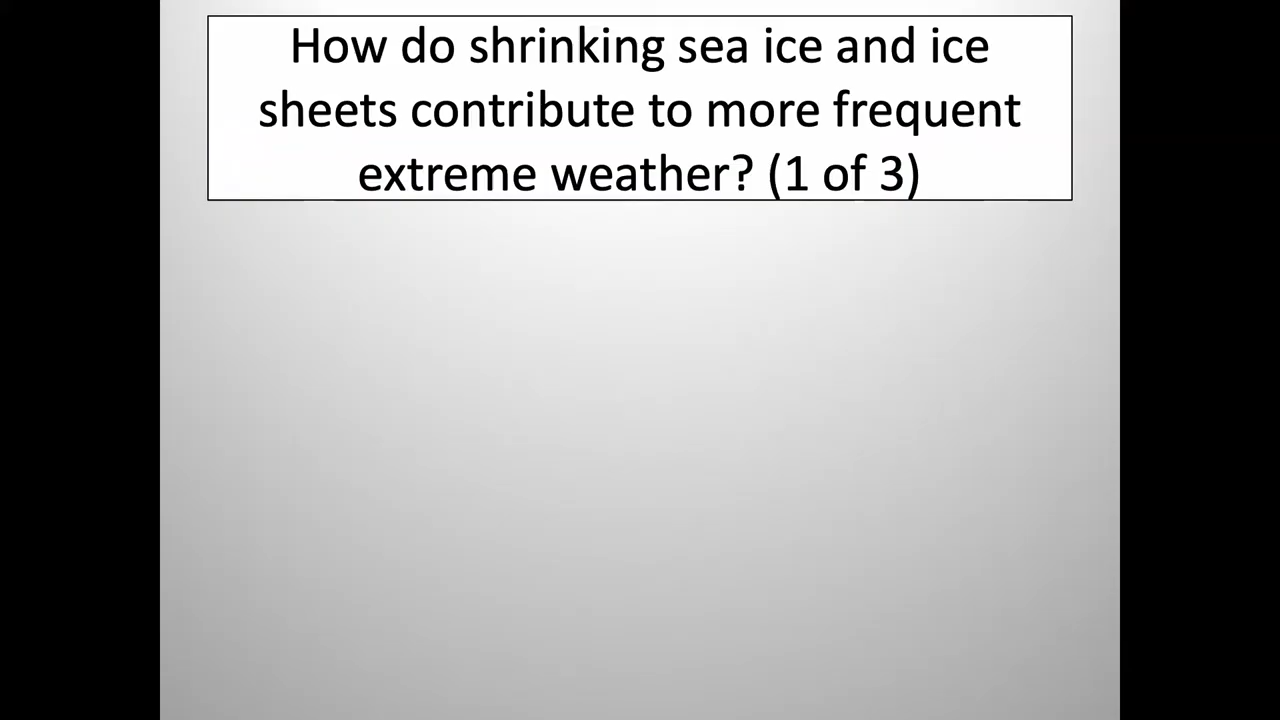 How do shrinking sea ice and ice
sheets contribute to more frequent
extreme weather? (1 of 3)